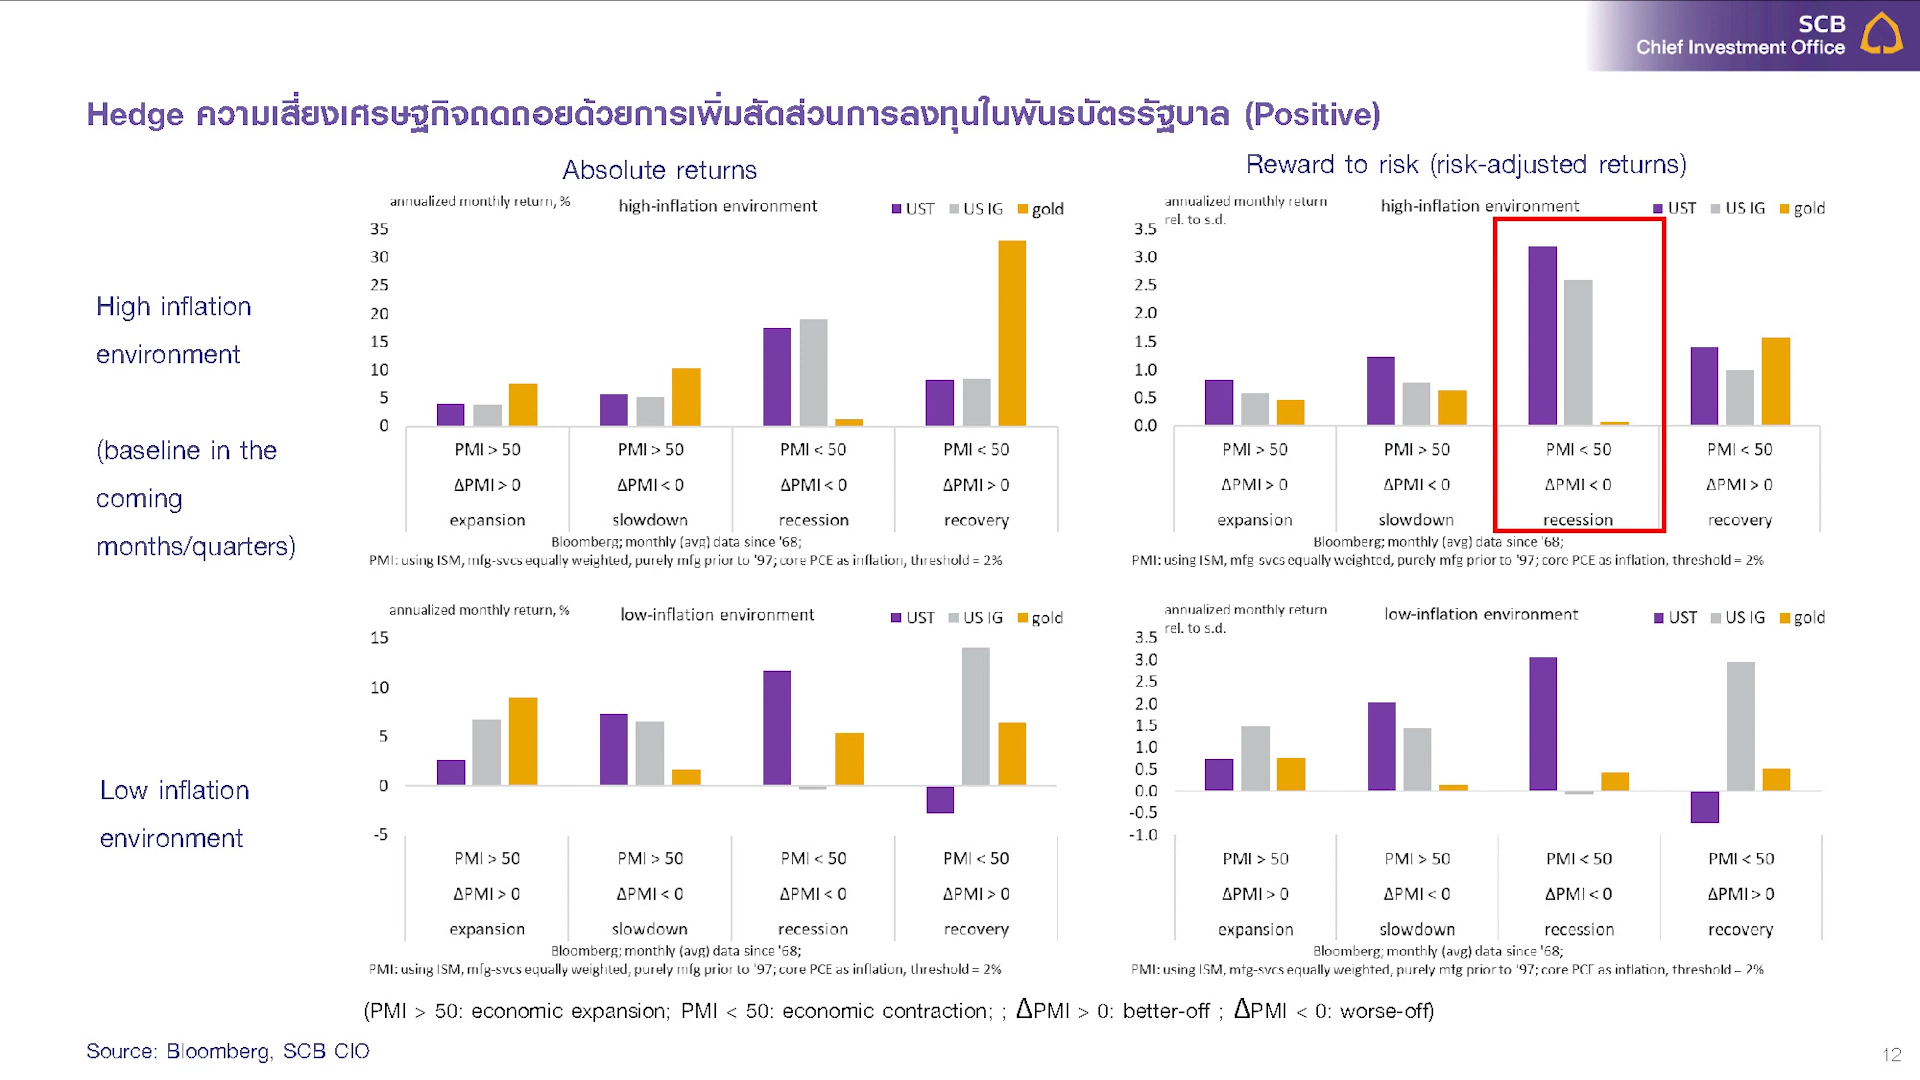 SCB
Chief Investment Office
Hedge ความเสี่ยงเศรษฐกิจถดถอยด้วยการเพิ่มสัดส่วนการลงทุนในพันธบัตรรัฐบาล (Positive)
Absolute returns
Reward to risk (risk-adjusted returns)
High inflation
environment
(baseline in the
coming
months/quarters)
annualized monthly return, %
high-inflation environment
UST US IG gold
35
30
25
20
15
10
5
0
PMI > 50 PMI > 50 PMI < 50 PMI < 50
ΔPMI > 0 ΔPMI < 0 ΔPMI < 0 ΔPMI > 0
expansion slowdown recession recovery
Bloomberg; monthly (avg) data since '68;
PMI: using ISM, mfg-svcs equally weighted, purely mfg prior to '97; core PCE as inflation, threshold = 2%
annualized monthly return
rel. to s.d.
high-inflation environment
UST US IG gold
3.5
3.0
2.5
2.0
1.5
1.0
0.5
0.0
PMI > 50 PMI > 50 PMI < 50 PMI < 50
ΔPMI > 0 ΔPMI < 0 ΔPMI < 0 ΔPMI > 0
expansion slowdown recession recovery
Bloomberg; monthly (avg) data since '68;
PMI: using ISM, mfg-svcs equally weighted, purely mfg prior to '97; core PCE as inflation, threshold = 2%
Low inflation
environment
annualized monthly return, %
low-inflation environment
UST US IG gold
15
10
5
0
-5
PMI > 50 PMI > 50 PMI < 50 PMI < 50
ΔPMI > 0 ΔPMI < 0 ΔPMI < 0 ΔPMI > 0
expansion slowdown recession recovery
Bloomberg; monthly (avg) data since '68;
PMI: using ISM, mfg-svcs equally weighted, purely mfg prior to '97; core PCE as inflation, threshold = 2%
annualized monthly return
rel. to s.d.
low-inflation environment
UST US IG gold
3.5
3.0
2.5
2.0
1.5
1.0
0.5
0.0
-0.5
-1.0
PMI > 50 PMI > 50 PMI < 50 PMI < 50
ΔPMI > 0 ΔPMI < 0 ΔPMI < 0 ΔPMI > 0
expansion slowdown recession recovery
Bloomberg; monthly (avg) data since '68;
PMI: using ISM, mfg-svcs equally weighted, purely mfg prior to '97; core PCE as inflation, threshold = 2%
(PMI > 50: economic expansion; PMI < 50: economic contraction; ; ΔPMI > 0: better-off ; ΔPMI < 0: worse-off)
Source: Bloomberg, SCB CIO
12